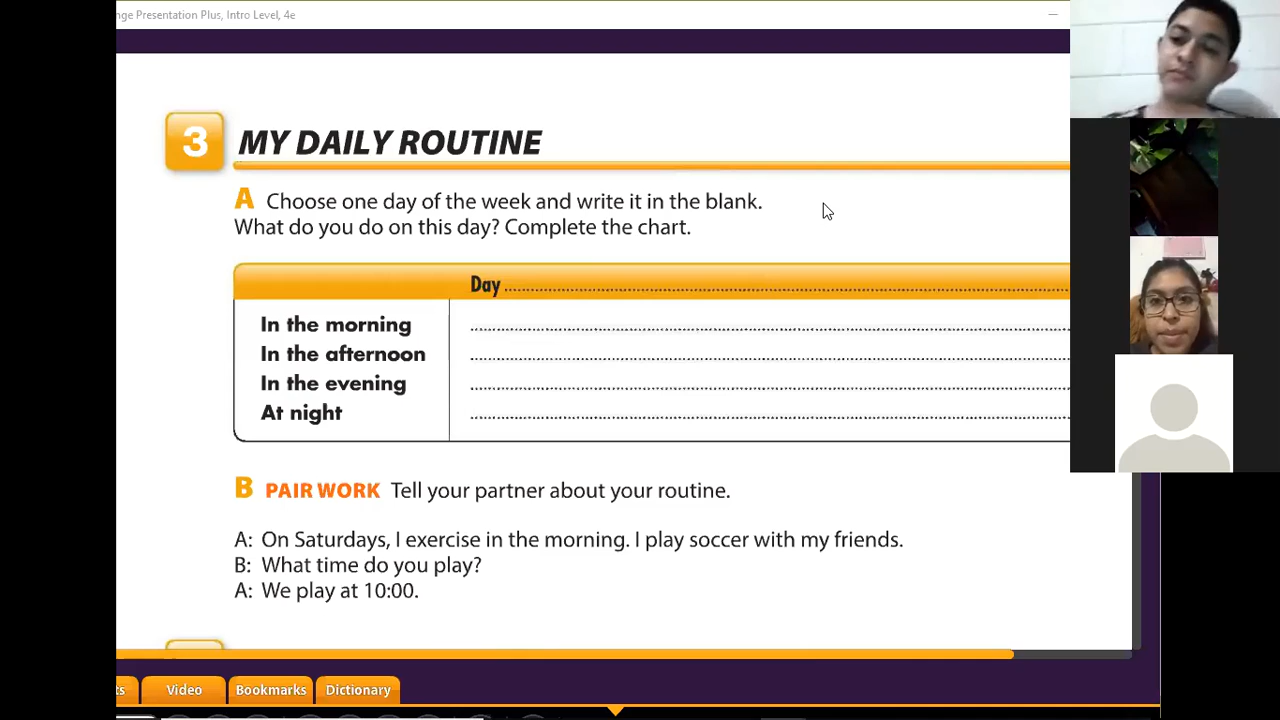 nge Presentation Plus, Intro Level, 4e
3 MY DAILY ROUTINE
A Choose one day of the week and write it in the blank.
What do you do on this day? Complete the chart.
Day
In the morning
In the afternoon
In the evening
At night
B PAIR WORK Tell your partner about your routine.
A: On Saturdays, I exercise in the morning. I play soccer with my friends.
B: What time do you play?
A: We play at 10:00.
ts Video Bookmarks Dictionary